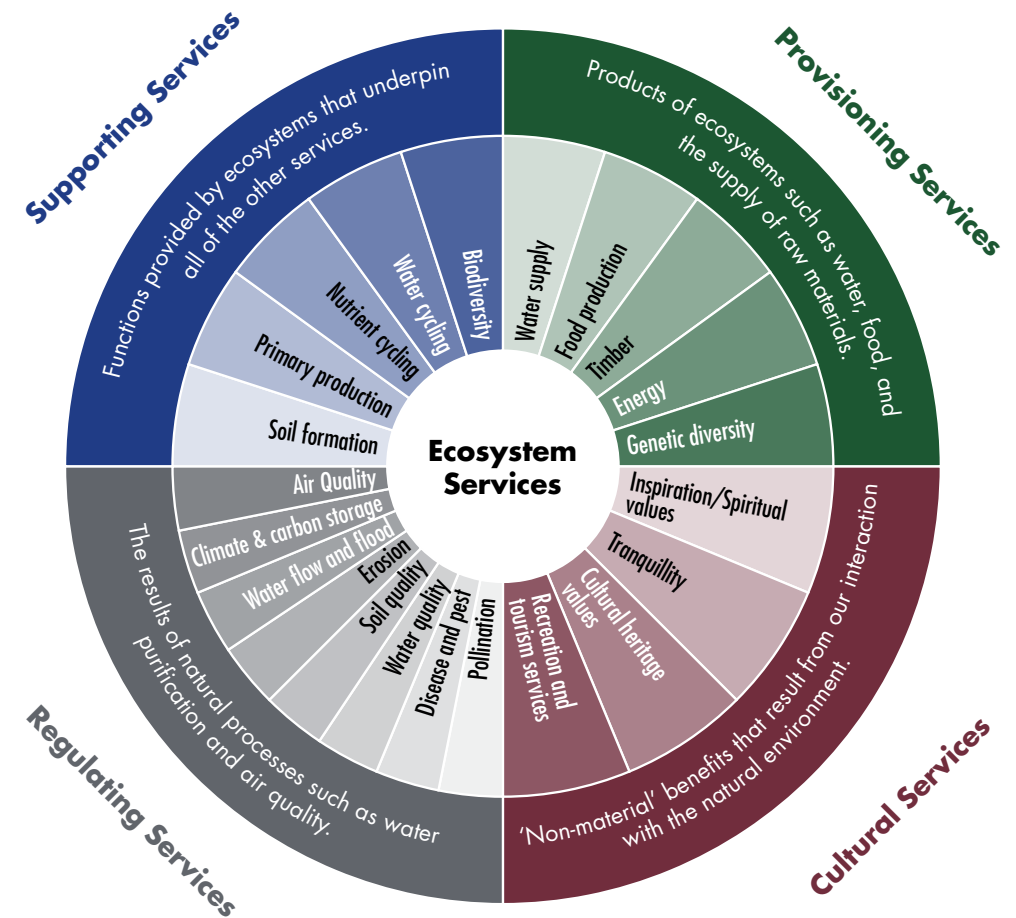 Supporting Services
Functions provided by ecosystems that underpin
all of the other services.
Provisioning Services
Products of ecosystems such as water, food, and
the supply of raw materials.
Biodiversity
Water cycling
Nutrient cycling
Primary production
Soil formation
Water supply
Food production
Timber
Energy
Genetic diversity
Ecosystem
Services
Air Quality
Climate & carbon storage
Water flow and flood
Erosion
Soil quality
Water quality
Disease and pest
Pollination
Inspiration/Spiritual
values
Tranquillity
Cultural heritage
values
Recreation and
tourism services
Regulating Services
The results of natural processes such as water
purification and air quality.
Cultural Services
'Non-material' benefits that result from our interaction
with the natural environment.